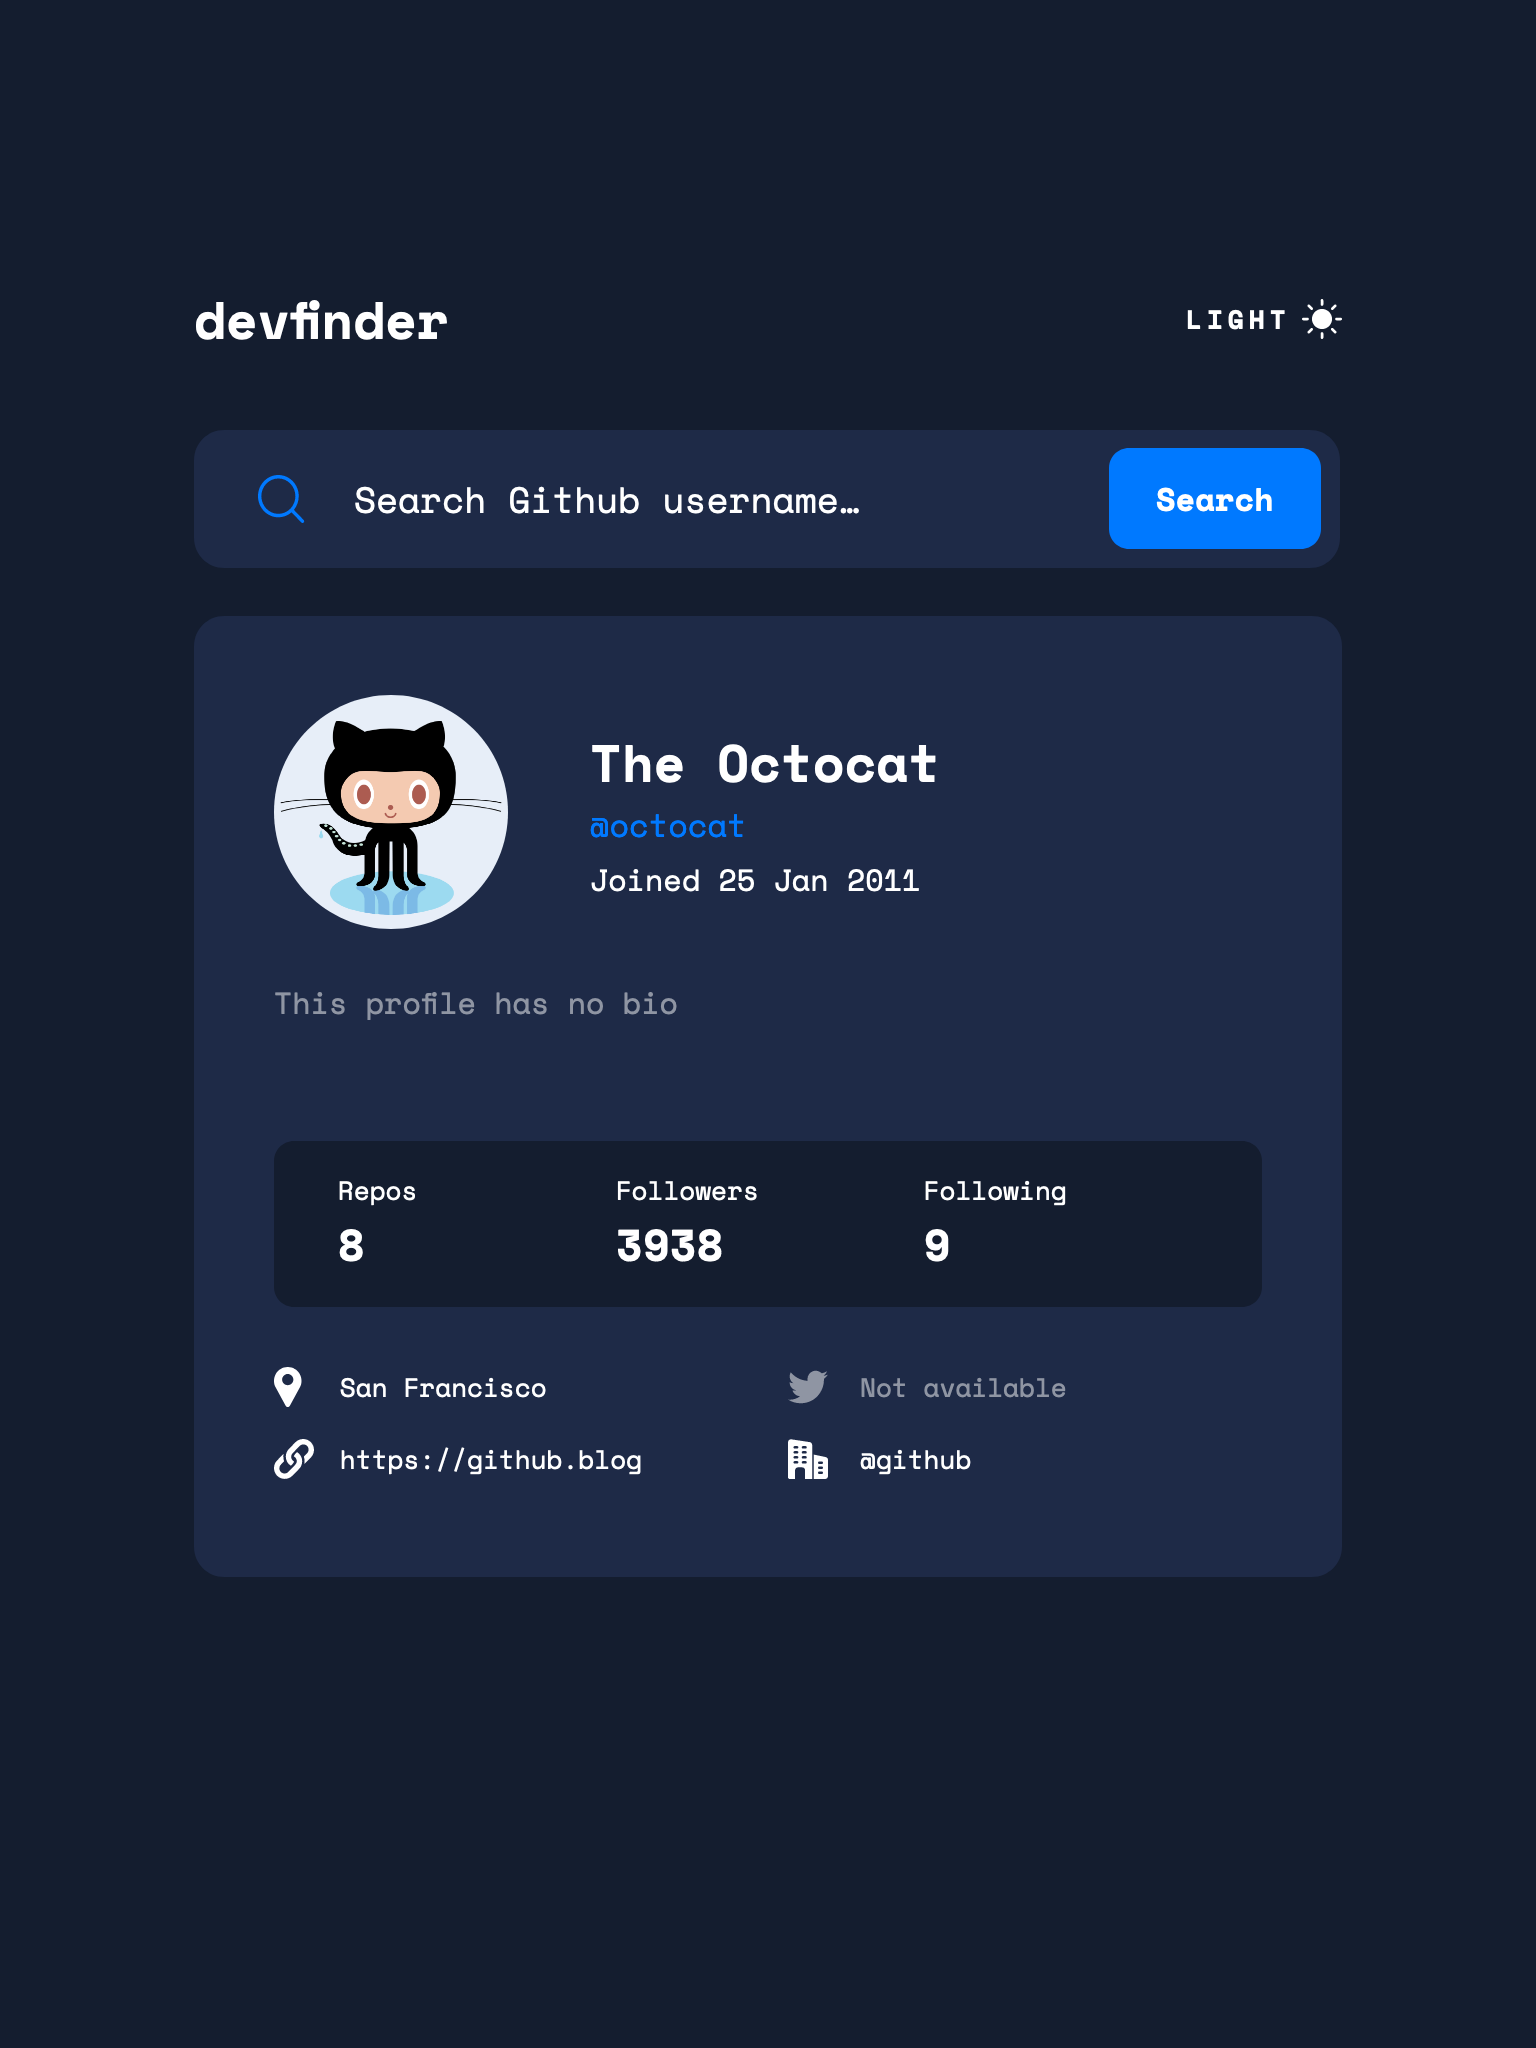 devfinder
LIGHT
Search Github username…
Search
The Octocat
@octocat
Joined 25 Jan 2011
This profile has no bio
Repos
8
Followers
3938
Following
9
San Francisco
Not available
https://github.blog
@github